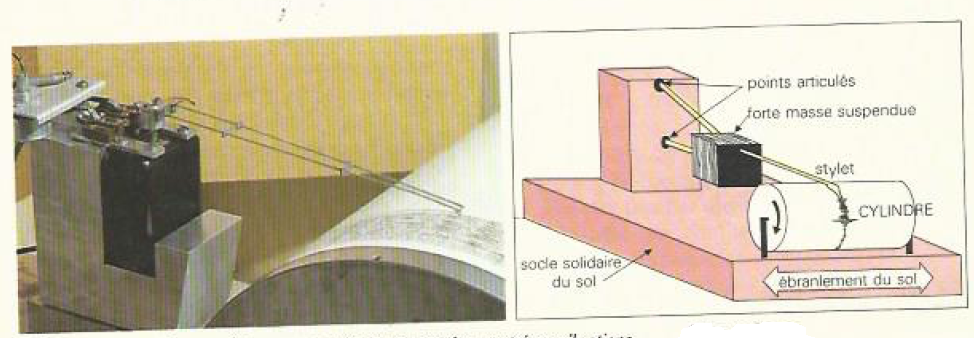 points articulés
forte masse suspendue
stylet
CYLINDRE
socle solidaire
du sol
ébranlement du sol